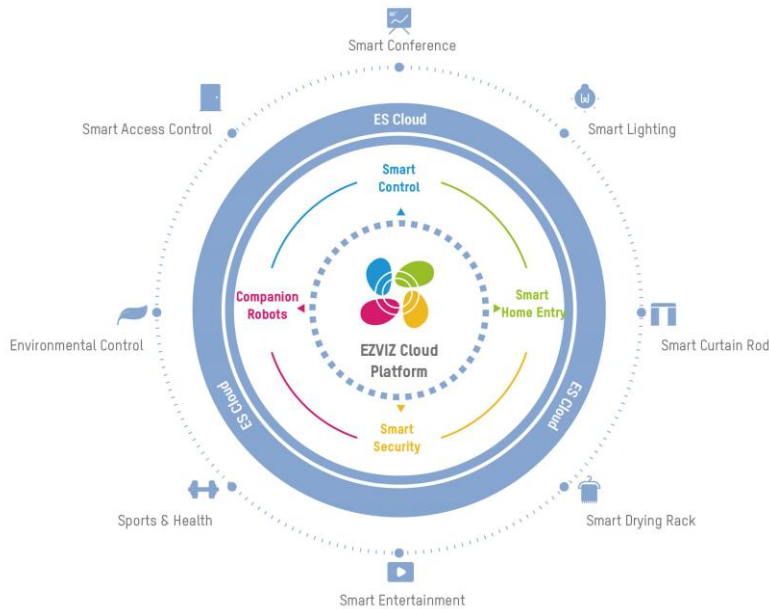 Smart Conference
Smart Access Control
Smart Lighting
ES Cloud
Smart
Control
Companion
Robots
Smart
Home Entry
EZVIZ Cloud
Platform
Environmental Control
Smart Curtain Rod
ES Cloud
ES Cloud
Smart
Security
Sports & Health
Smart Drying Rack
Smart Entertainment